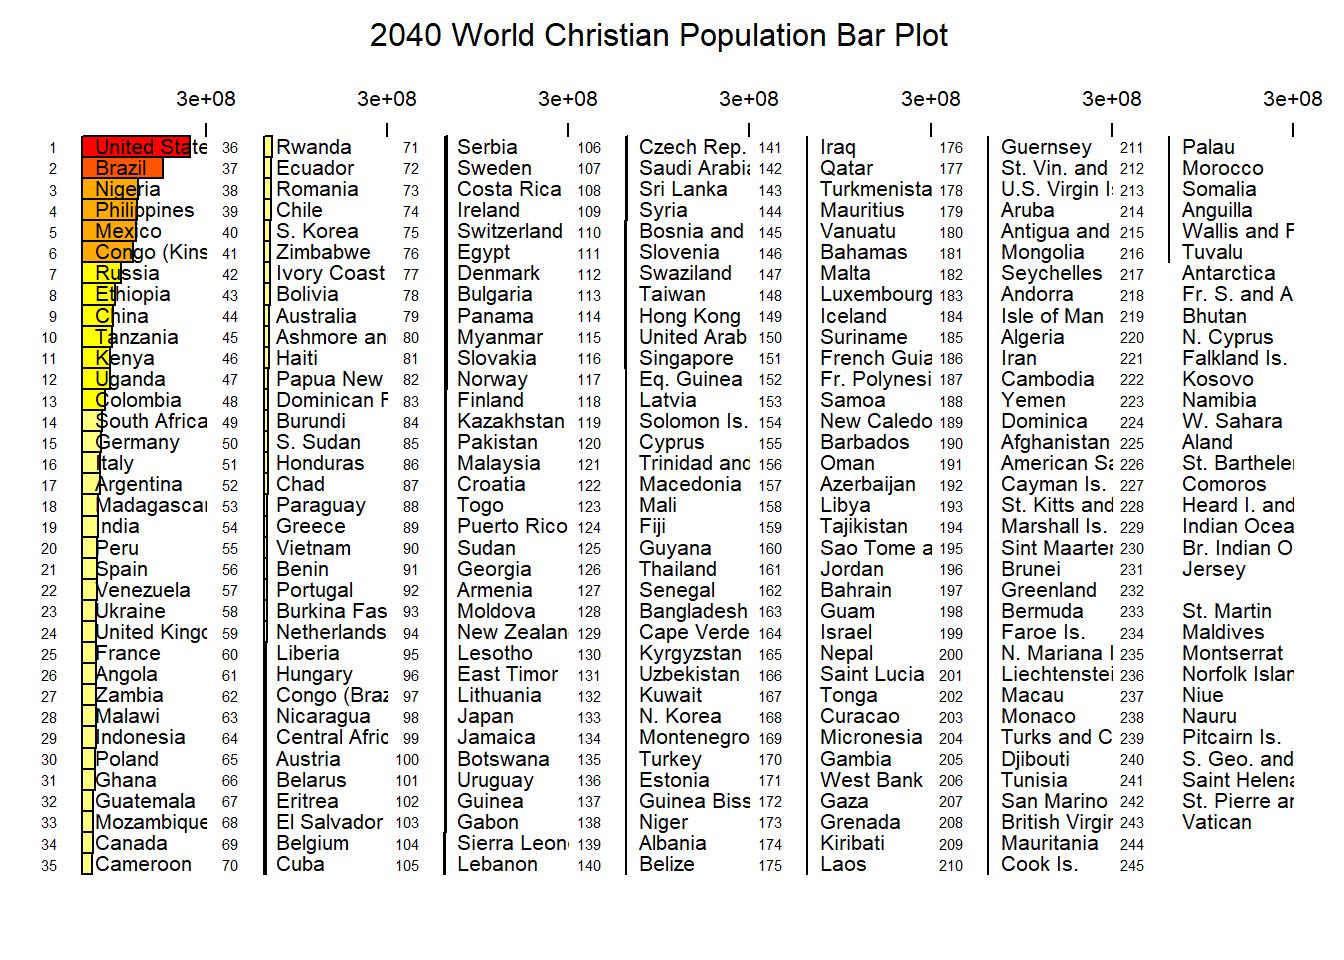 2040 World Christian Population Bar Plot
3e+08 3e+08 3e+08 3e+08 3e+08 3e+08 3e+08
1 United State 36 Rwanda 71 Serbia 106 Czech Rep. 141 Iraq 176 Guernsey 211 Palau
2 Brazil 37 Ecuador 72 Sweden 107 Saudi Arabia 142 Qatar 177 St. Vin. and 212 Morocco
3 Nigeria 38 Romania 73 Costa Rica 108 Sri Lanka 143 Turkmenista 178 U.S. Virgin Is 213 Somalia
4 Philippines 39 Chile 74 Ireland 109 Syria 144 Mauritius 179 Aruba 214 Anguilla
5 Mexico 40 S. Korea 75 Switzerland 110 Bosnia and 145 Vanuatu 180 Antigua and 215 Wallis and F
6 Congo (Kins 41 Zimbabwe 76 Egypt 111 Slovenia 146 Bahamas 181 Mongolia 216 Tuvalu
7 Russia 42 Ivory Coast 77 Denmark 112 Swaziland 147 Malta 182 Seychelles 217 Antarctica
8 Ethiopia 43 Bolivia 78 Bulgaria 113 Taiwan 148 Luxembourg 183 Andorra 218 Fr. S. and A
9 China 44 Australia 79 Panama 114 Hong Kong 149 Iceland 184 Isle of Man 219 Bhutan
10 Tanzania 45 Ashmore an 80 Myanmar 115 United Arab 150 Suriname 185 Algeria 220 N. Cyprus
11 Kenya 46 Haiti 81 Slovakia 116 Singapore 151 French Guia 186 Iran 221 Falkland Is.
12 Uganda 47 Papua New 82 Norway 117 Eq. Guinea 152 Fr. Polynesi 187 Cambodia 222 Kosovo
13 Colombia 48 Dominican R 83 Finland 118 Latvia 153 Samoa 188 Yemen 223 Namibia
14 South Africa 49 Burundi 84 Kazakhstan 119 Solomon Is. 154 New Caledo 189 Dominica 224 W. Sahara
15 Germany 50 S. Sudan 85 Pakistan 120 Cyprus 155 Barbados 190 Afghanistan 225 Aland
16 Italy 51 Honduras 86 Malaysia 121 Trinidad and 156 Oman 191 American Sa 226 St. Barthelem
17 Argentina 52 Chad 87 Croatia 122 Macedonia 157 Azerbaijan 192 Cayman Is. 227 Comoros
18 Madagascar 53 Paraguay 88 Togo 123 Mali 158 Libya 193 St. Kitts and 228 Heard I. and
19 India 54 Greece 89 Puerto Rico 124 Fiji 159 Tajikistan 194 Marshall Is. 229 Indian Ocea
20 Peru 55 Vietnam 90 Sudan 125 Guyana 160 Sao Tome a 195 Sint Maarten 230 Br. Indian O
21 Spain 56 Benin 91 Georgia 126 Thailand 161 Jordan 196 Brunei 231 Jersey
22 Venezuela 57 Portugal 92 Armenia 127 Senegal 162 Bahrain 197 Greenland 232
23 Ukraine 58 Burkina Fas 93 Moldova 128 Bangladesh 163 Guam 198 Bermuda 233 St. Martin
24 United Kingd 59 Netherlands 94 New Zealand 129 Cape Verde 164 Israel 199 Faroe Is. 234 Maldives
25 France 60 Liberia 95 Lesotho 130 Kyrgyzstan 165 Nepal 200 N. Mariana I 235 Montserrat
26 Angola 61 Hungary 96 East Timor 131 Uzbekistan 166 Saint Lucia 201 Liechtenstei 236 Norfolk Islan
27 Zambia 62 Congo (Braz 97 Lithuania 132 Kuwait 167 Tonga 202 Macau 237 Niue
28 Malawi 63 Nicaragua 98 Japan 133 N. Korea 168 Curacao 203 Monaco 238 Nauru
29 Indonesia 64 Central Afric 99 Jamaica 134 Montenegro 169 Micronesia 204 Turks and C 239 Pitcairn Is.
30 Poland 65 Austria 100 Botswana 135 Turkey 170 Gambia 205 Djibouti 240 S. Geo. and
31 Ghana 66 Belarus 101 Uruguay 136 Estonia 171 West Bank 206 Tunisia 241 Saint Helena
32 Guatemala 67 Eritrea 102 Guinea 137 Guinea Biss 172 Gaza 207 San Marino 242 St. Pierre an
33 Mozambique 68 El Salvador 103 Gabon 138 Niger 173 Grenada 208 British Virgin 243 Vatican
34 Canada 69 Belgium 104 Sierra Leone 139 Albania 174 Kiribati 209 Mauritania 244
35 Cameroon 70 Cuba 105 Lebanon 140 Belize 175 Laos 210 Cook Is. 245